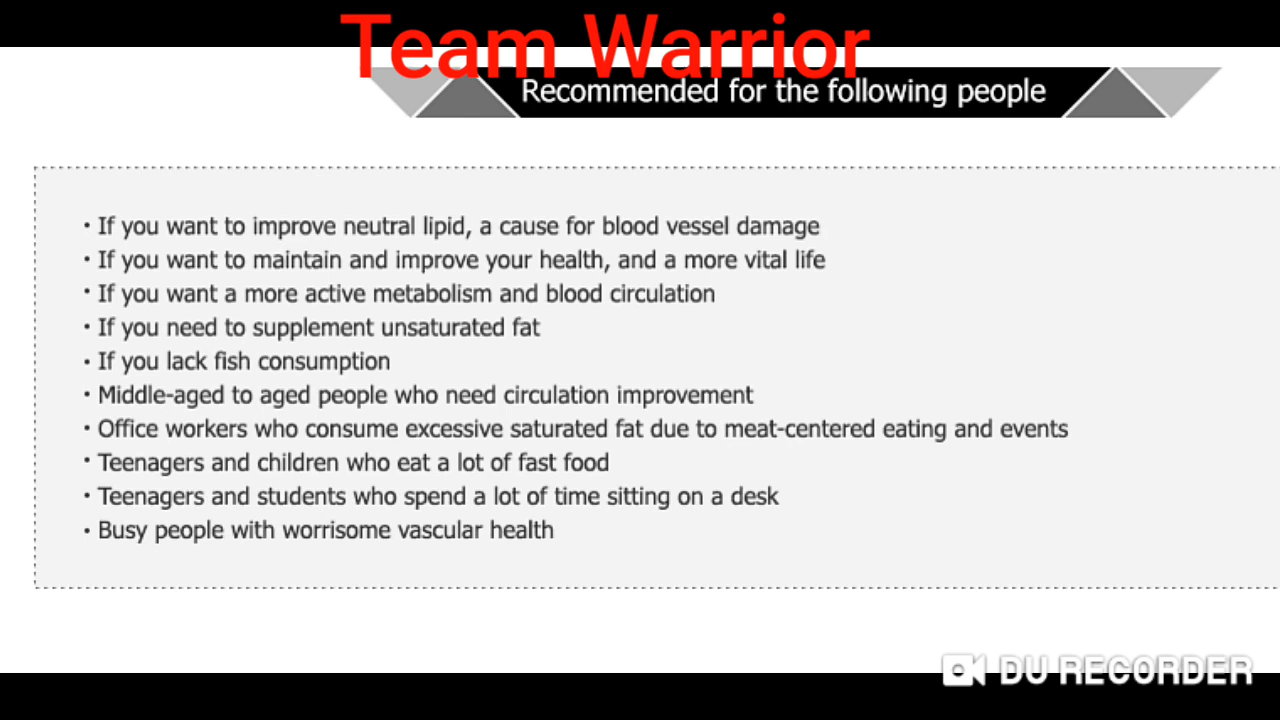 Team Warrior
Recommended for the following people
• If you want to improve neutral lipid, a cause for blood vessel damage
• If you want to maintain and improve your health, and a more vital life
• If you want a more active metabolism and blood circulation
• If you need to supplement unsaturated fat
• If you lack fish consumption
• Middle-aged to aged people who need circulation improvement
• Office workers who consume excessive saturated fat due to meat-centered eating and events
• Teenagers and children who eat a lot of fast food
• Teenagers and students who spend a lot of time sitting on a desk
• Busy people with worrisome vascular health
DU RECORDER